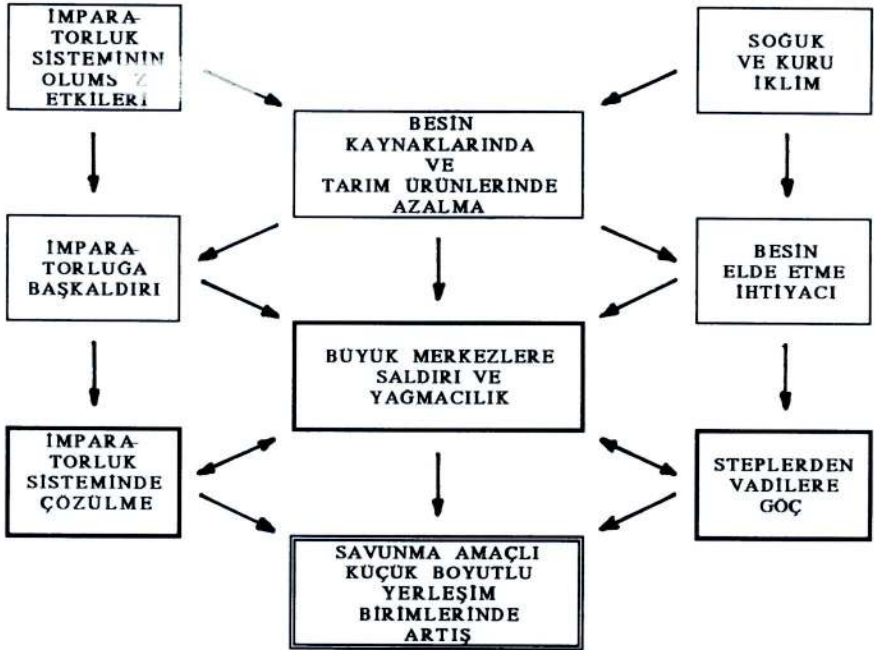 İMPARA-
TORLUK
SİSTEMİNİN
ETKİLERİ
SOĞUK
VE KURU
İKLİM
BESİN
KAYNAKLARINDA
VE
TARIM ÜRÜNLERİNDE
AZALMA
İMPARA-
TORLUĞA
BAŞKALDIRI
BESİN
ELDE ETME
İHTİYACI
BÜYÜK MERKEZLERE
SALDIRI VE
YAĞMACILIK
İMPARA-
TORLUK
SİSTEMİNDE
ÇÖZÜLME
STEPLERDEN
VADİLERE
GÖÇ
SAVUNMA AMAÇLI
KÜÇÜK BOYUTLU
YERLEŞİM
BİRİMLERİNDE
ARTIŞ